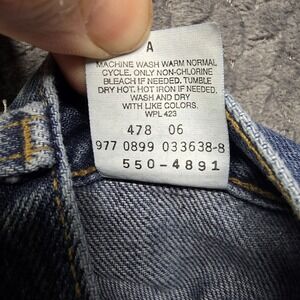 A
MACHINE WASH WARM NORMAL
CYCLE. ONLY NON-CHLORINE
BLEACH IF NEEDED. TUMBLE
DRY HOT. HOT IRON IF NEEDED.
WASH AND DRY
WITH LIKE COLORS.
WPL 423
478 06
977 0899 033638-8
550-4891